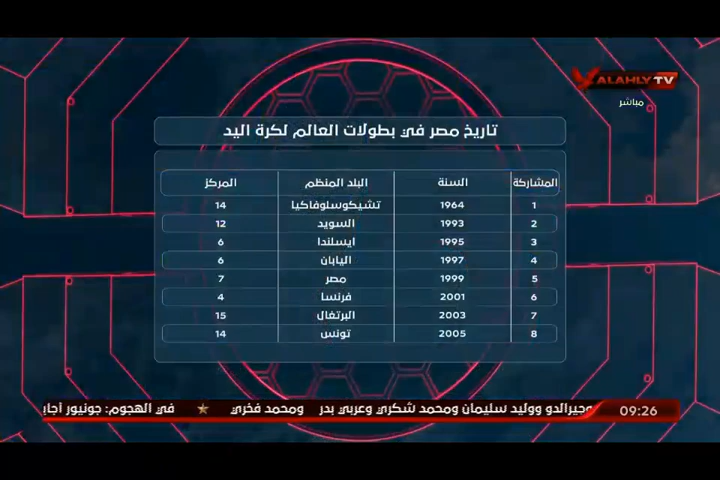 ALAHLY TV
مباشر
تاريخ مصر في بطولات العالم لكرة اليد
المشاركة السنة البلد المنظم المركز
1 1964 تشيكوسلوفاكيا 14
2 1993 السويد 12
3 1995 ايسلندا 6
4 1997 اليابان 6
5 1999 مصر 7
6 2001 فرنسا 4
7 2003 البرتغال 15
8 2005 تونس 14
وجيرالدو ووليد سليمان ومحمد شكري وعربي بدر ومحمد فخري ★ في الهجوم: جونيور أجاي
09:26